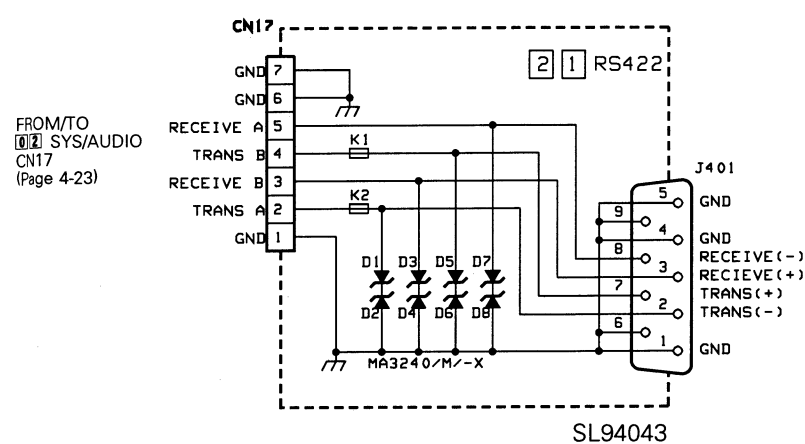 CN17
2 1 RS422
GND 7
GND 6
RECEIVE A 5
TRANS B 4
RECEIVE B 3
TRANS A 2
GND 1
FROM/TO
02 SYS/AUDIO
CN17
(Page 4-23)
K1
K2
D1 D3 D5 D7
D2 D4 D6 D8
MA3240/M/-X
J401
5 GND
9
4 GND
8 RECEIVE(-)
3 RECIEVE(+)
7 TRANS(+)
2 TRANS(-)
6
1 GND
SL94043